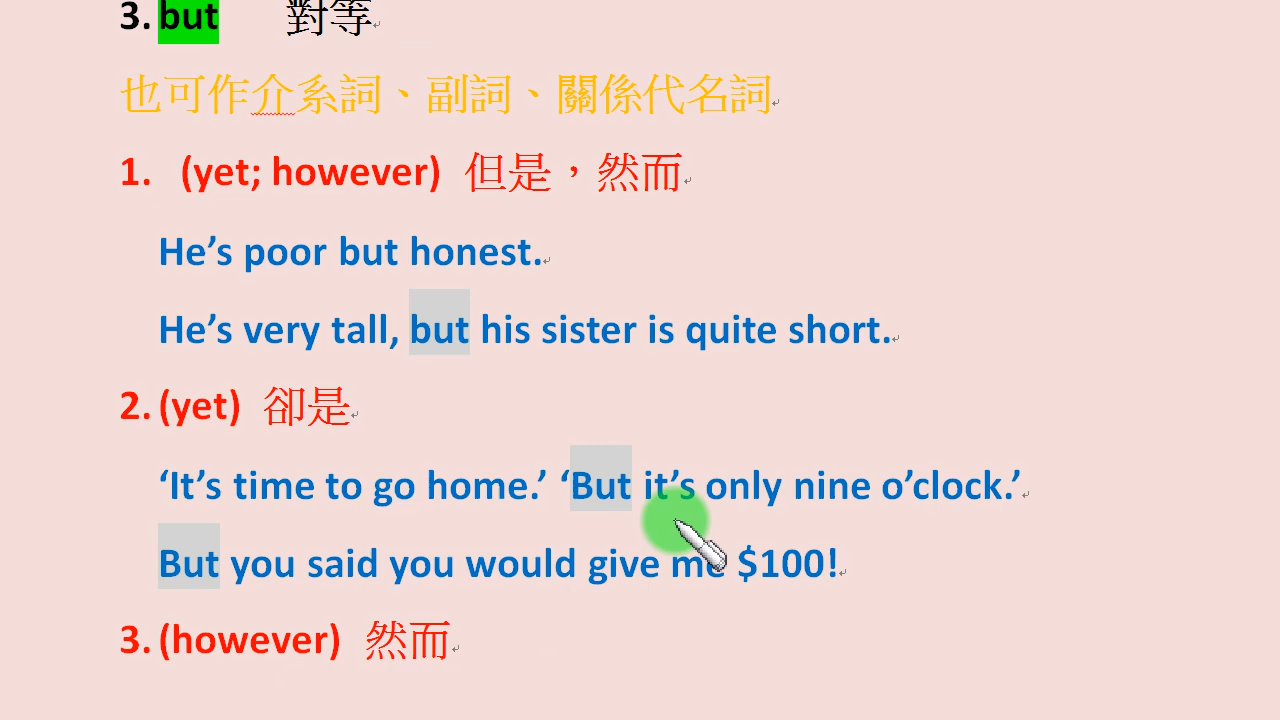 3. but 對等
也可作介系詞、副詞、關係代名詞
1. (yet; however) 但是，然而
He’s poor but honest.
He’s very tall, but his sister is quite short.
2. (yet) 卻是
‘It’s time to go home.’ ‘But it’s only nine o’clock.’
But you said you would give me $100!
3. (however) 然而